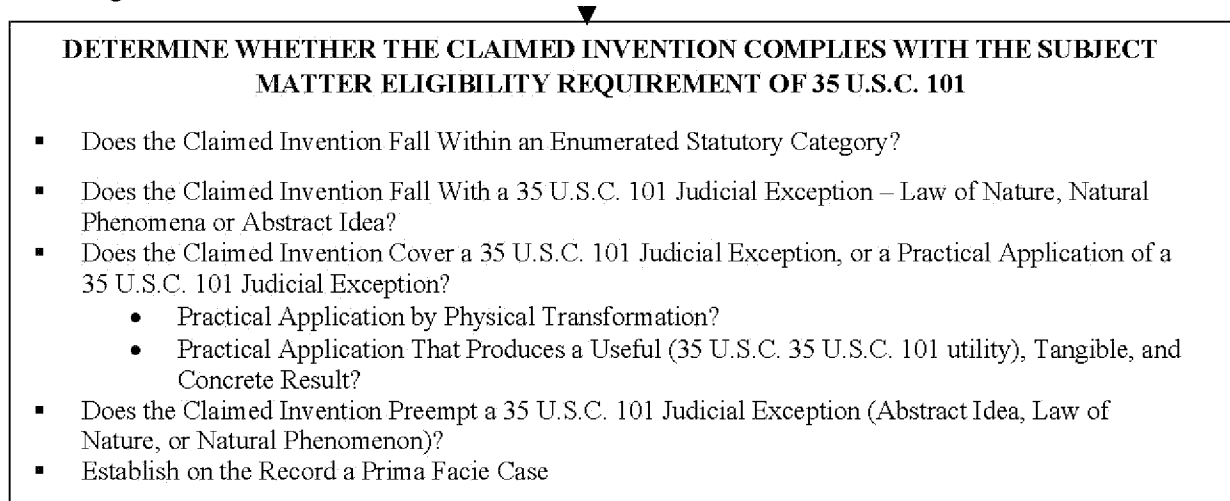 DETERMINE WHETHER THE CLAIMED INVENTION COMPLIES WITH THE SUBJECT
MATTER ELIGIBILITY REQUIREMENT OF 35 U.S.C. 101
▪ Does the Claimed Invention Fall Within an Enumerated Statutory Category?
▪ Does the Claimed Invention Fall With a 35 U.S.C. 101 Judicial Exception – Law of Nature, Natural
Phenomena or Abstract Idea?
▪ Does the Claimed Invention Cover a 35 U.S.C. 101 Judicial Exception, or a Practical Application of a
35 U.S.C. 101 Judicial Exception?
• Practical Application by Physical Transformation?
• Practical Application That Produces a Useful (35 U.S.C. 35 U.S.C. 101 utility), Tangible, and
Concrete Result?
▪ Does the Claimed Invention Preempt a 35 U.S.C. 101 Judicial Exception (Abstract Idea, Law of
Nature, or Natural Phenomenon)?
▪ Establish on the Record a Prima Facie Case